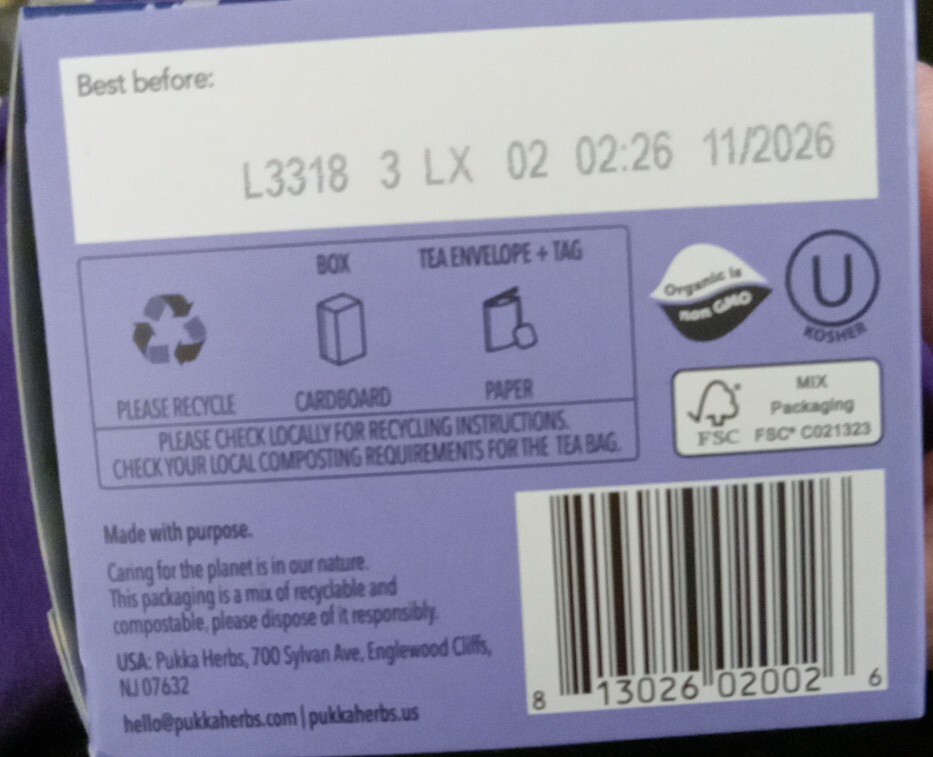 Best before:
L3318 3 LX 02 02:26 11/2026
BOX
TEA ENVELOPE + TAG
PLEASE RECYCLE
CARDBOARD
PAPER
PLEASE CHECK LOCALLY FOR RECYCLING INSTRUCTIONS.
CHECK YOUR LOCAL COMPOSTING REQUIREMENTS FOR THE TEA BAG.
Organic is
non GMO
U
KOSHER
FSC
MIX
Packaging
FSC® C021323
Made with purpose.
Caring for the planet is in our nature.
This packaging is a mix of recyclable and
compostable, please dispose of it responsibly.
USA: Pukka Herbs, 700 Sylvan Ave, Englewood Cliffs,
NJ 07632
hello@pukkaherbs.com | pukkaherbs.us
8 13026 02002 6